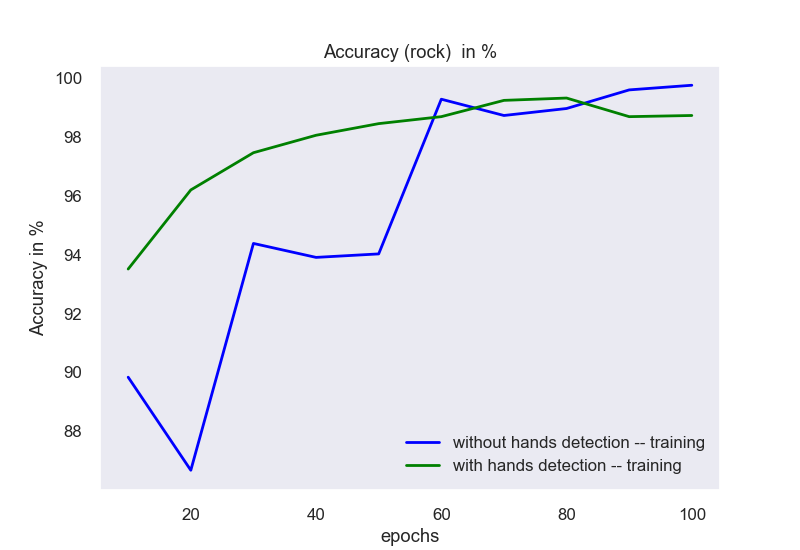 Accuracy (rock)  in %
Accuracy in %
100
98
96
94
92
90
88
without hands detection -- training
with hands detection -- training
20 40 60 80 100
epochs